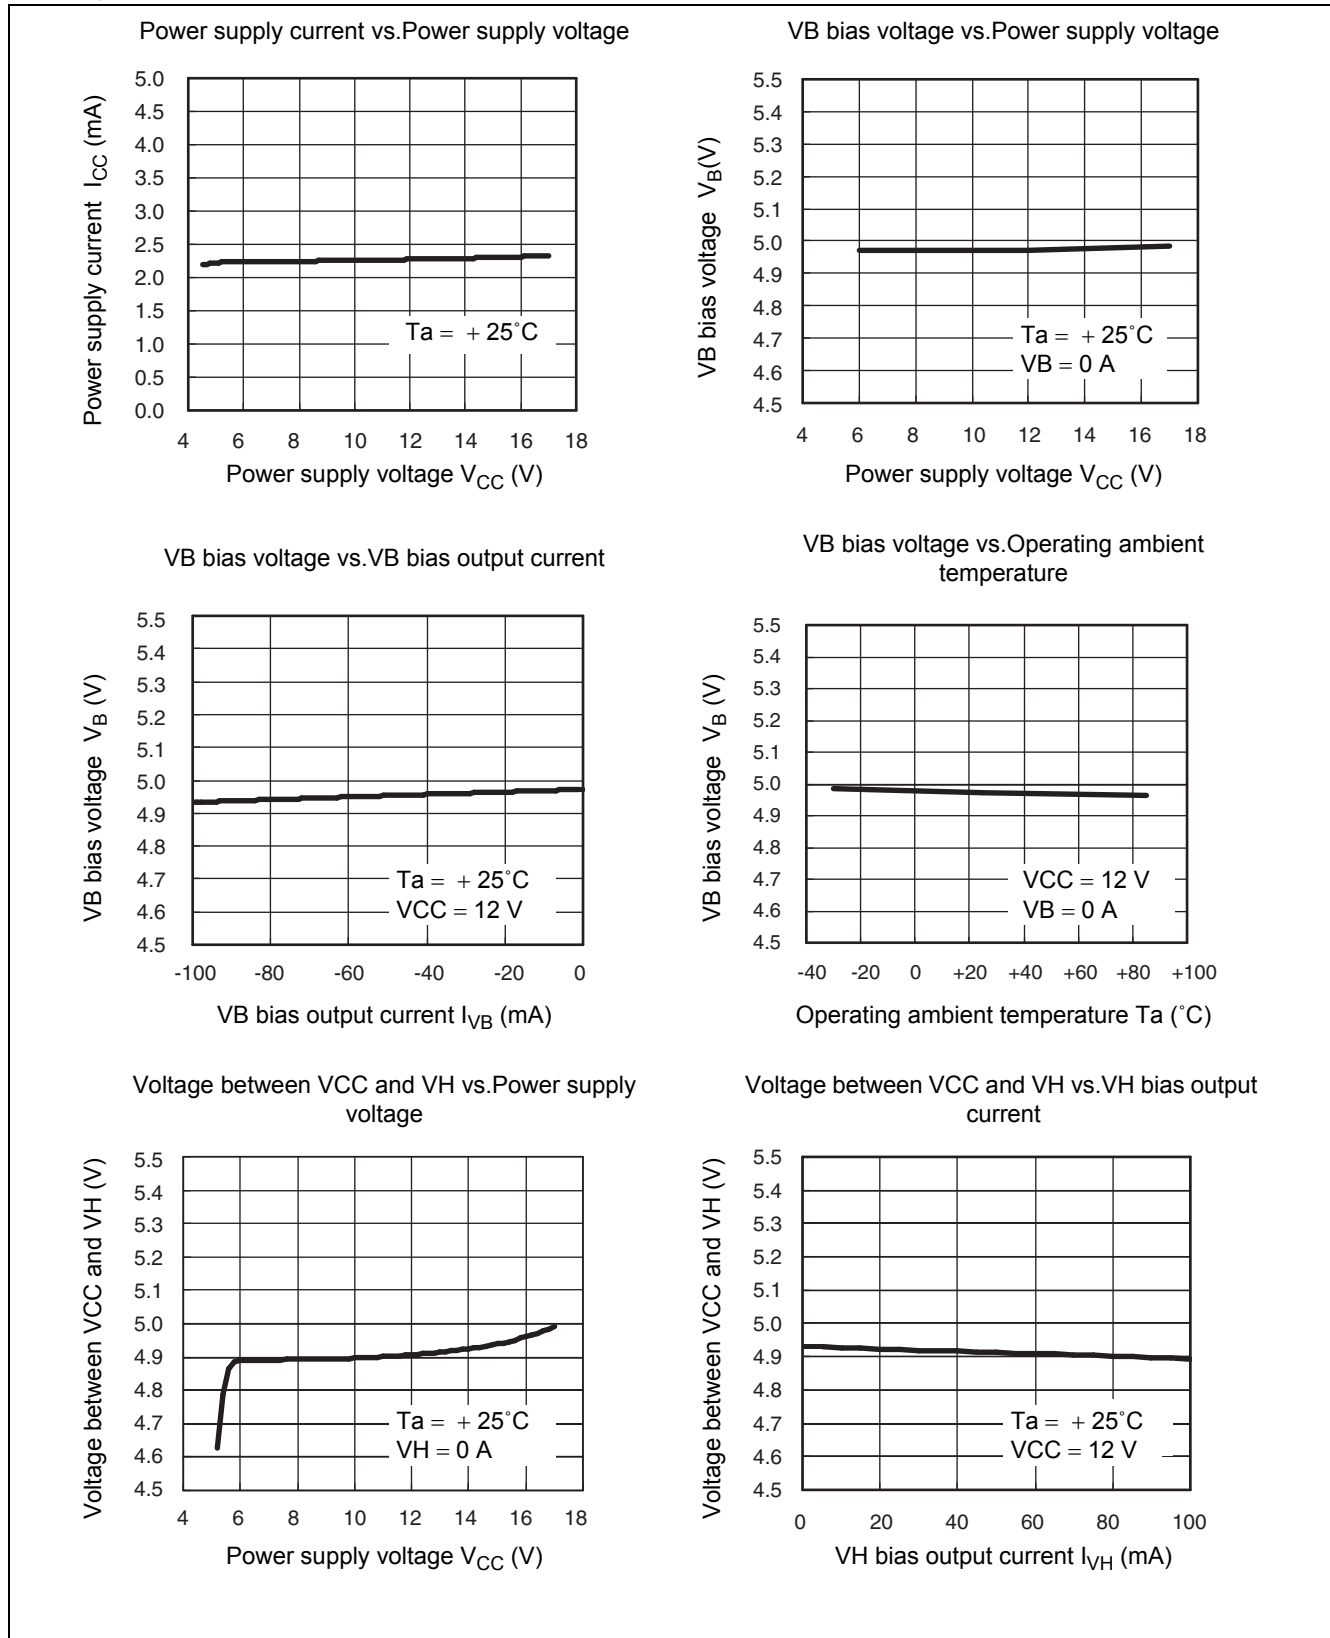 Power supply current vs.Power supply voltage
Power supply current ICC (mA)
5.0
4.5
4.0
3.5
3.0
2.5
2.0
1.5
1.0
0.5
0.0
Ta = + 25˚C
4 6 8 10 12 14 16 18
Power supply voltage VCC (V)
VB bias voltage vs.Power supply voltage
VB bias voltage VB(V)
5.5
5.4
5.3
5.2
5.1
5.0
4.9
4.8
4.7
4.6
4.5
Ta = + 25˚C
VB = 0 A
4 6 8 10 12 14 16 18
Power supply voltage VCC (V)
VB bias voltage vs.VB bias output current
VB bias voltage VB (V)
5.5
5.4
5.3
5.2
5.1
5.0
4.9
4.8
4.7
4.6
4.5
Ta = + 25˚C
VCC = 12 V
-100 -80 -60 -40 -20 0
VB bias output current IVB (mA)
VB bias voltage vs.Operating ambient
temperature
VB bias voltage VB (V)
5.5
5.4
5.3
5.2
5.1
5.0
4.9
4.8
4.7
4.6
4.5
VCC = 12 V
VB = 0 A
-40 -20 0 +20 +40 +60 +80 +100
Operating ambient temperature Ta (˚C)
Voltage between VCC and VH vs.Power supply
voltage
Voltage between VCC and VH (V)
5.5
5.4
5.3
5.2
5.1
5.0
4.9
4.8
4.7
4.6
4.5
Ta = + 25˚C
VH = 0 A
4 6 8 10 12 14 16 18
Power supply voltage VCC (V)
Voltage between VCC and VH vs.VH bias output
current
Voltage between VCC and VH (V)
5.5
5.4
5.3
5.2
5.1
5.0
4.9
4.8
4.7
4.6
4.5
Ta = + 25˚C
VCC = 12 V
0 20 40 60 80 100
VH bias output current IVH (mA)